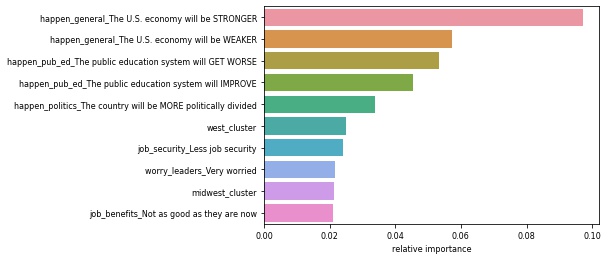 happen_general_The U.S. economy will be STRONGER
happen_general_The U.S. economy will be WEAKER
happen_pub_ed_The public education system will GET WORSE
happen_pub_ed_The public education system will IMPROVE
happen_politics_The country will be MORE politically divided
west_cluster
job_security_Less job security
worry_leaders_Very worried
midwest_cluster
job_benefits_Not as good as they are now
0.00 0.02 0.04 0.06 0.08 0.10
relative importance